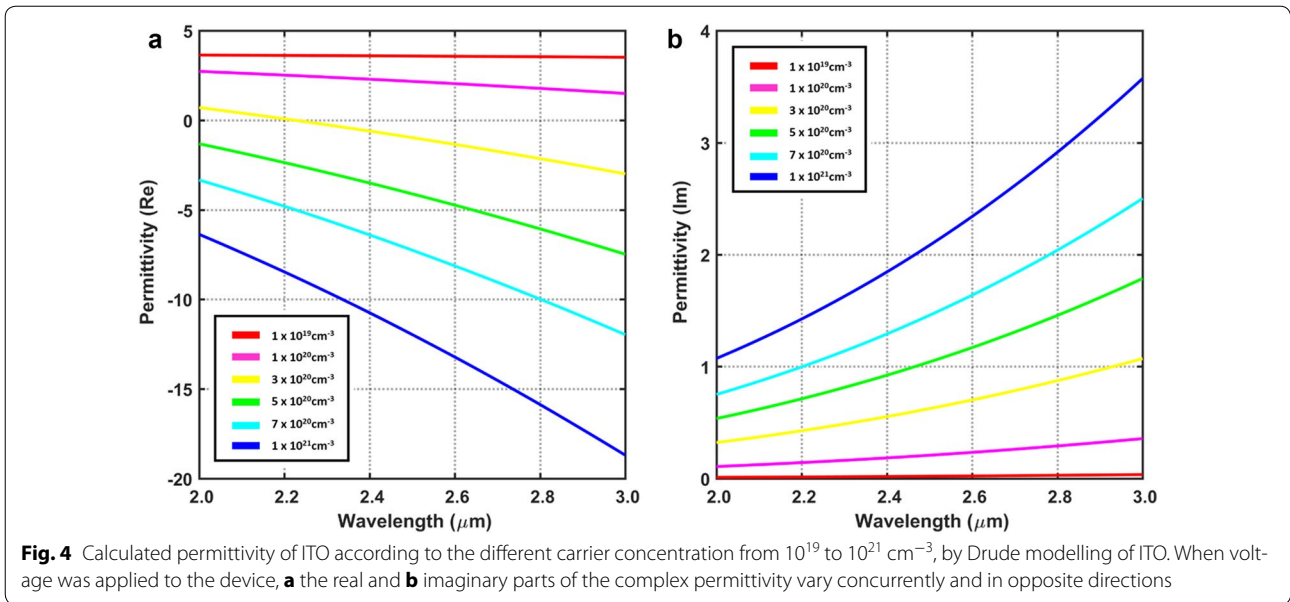 a
5
0
-5
-10
-15
-20
Permittivity (Re)
1 x 10¹⁹cm⁻³
1 x 10²⁰cm⁻³
3 x 10²⁰cm⁻³
5 x 10²⁰cm⁻³
7 x 10²⁰cm⁻³
1 x 10²¹cm⁻³
2.0 2.2 2.4 2.6 2.8 3.0
Wavelength (μm)
b
4
3
2
1
0
Permittivity (Im)
1 x 10¹⁹cm⁻³
1 x 10²⁰cm⁻³
3 x 10²⁰cm⁻³
5 x 10²⁰cm⁻³
7 x 10²⁰cm⁻³
1 x 10²¹cm⁻³
2.0 2.2 2.4 2.6 2.8 3.0
Wavelength (μm)
Fig. 4 Calculated permittivity of ITO according to the different carrier concentration from 10¹⁹ to 10²¹ cm⁻³, by Drude modelling of ITO. When volt-
age was applied to the device, a the real and b imaginary parts of the complex permittivity vary concurrently and in opposite directions